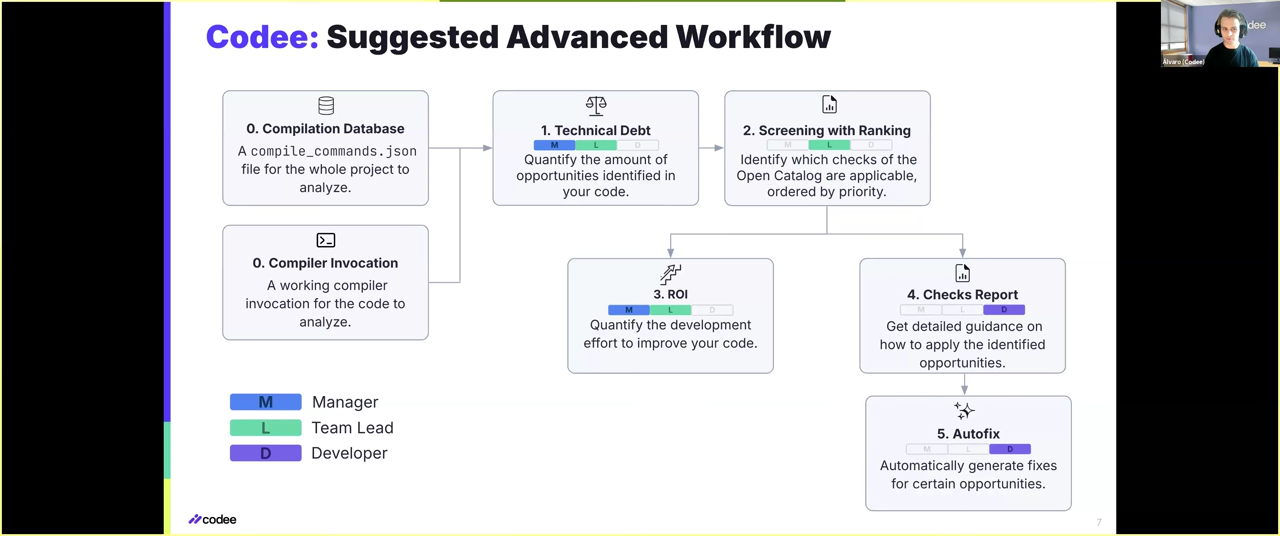 Codee: Suggested Advanced Workflow
dee
Álvaro (Codee)
0. Compilation Database
A compile_commands.json
file for the whole project to
analyze.
0. Compiler Invocation
A working compiler
invocation for the code to
analyze.
1. Technical Debt
M L D
Quantify the amount of
opportunities identified in
your code.
2. Screening with Ranking
M L D
Identify which checks of the
Open Catalog are applicable,
ordered by priority.
3. ROI
M L D
Quantify the development
effort to improve your code.
4. Checks Report
M L D
Get detailed guidance on
how to apply the identified
opportunities.
5. Autofix
M L D
Automatically generate fixes
for certain opportunities.
M Manager
L Team Lead
D Developer
codee
7